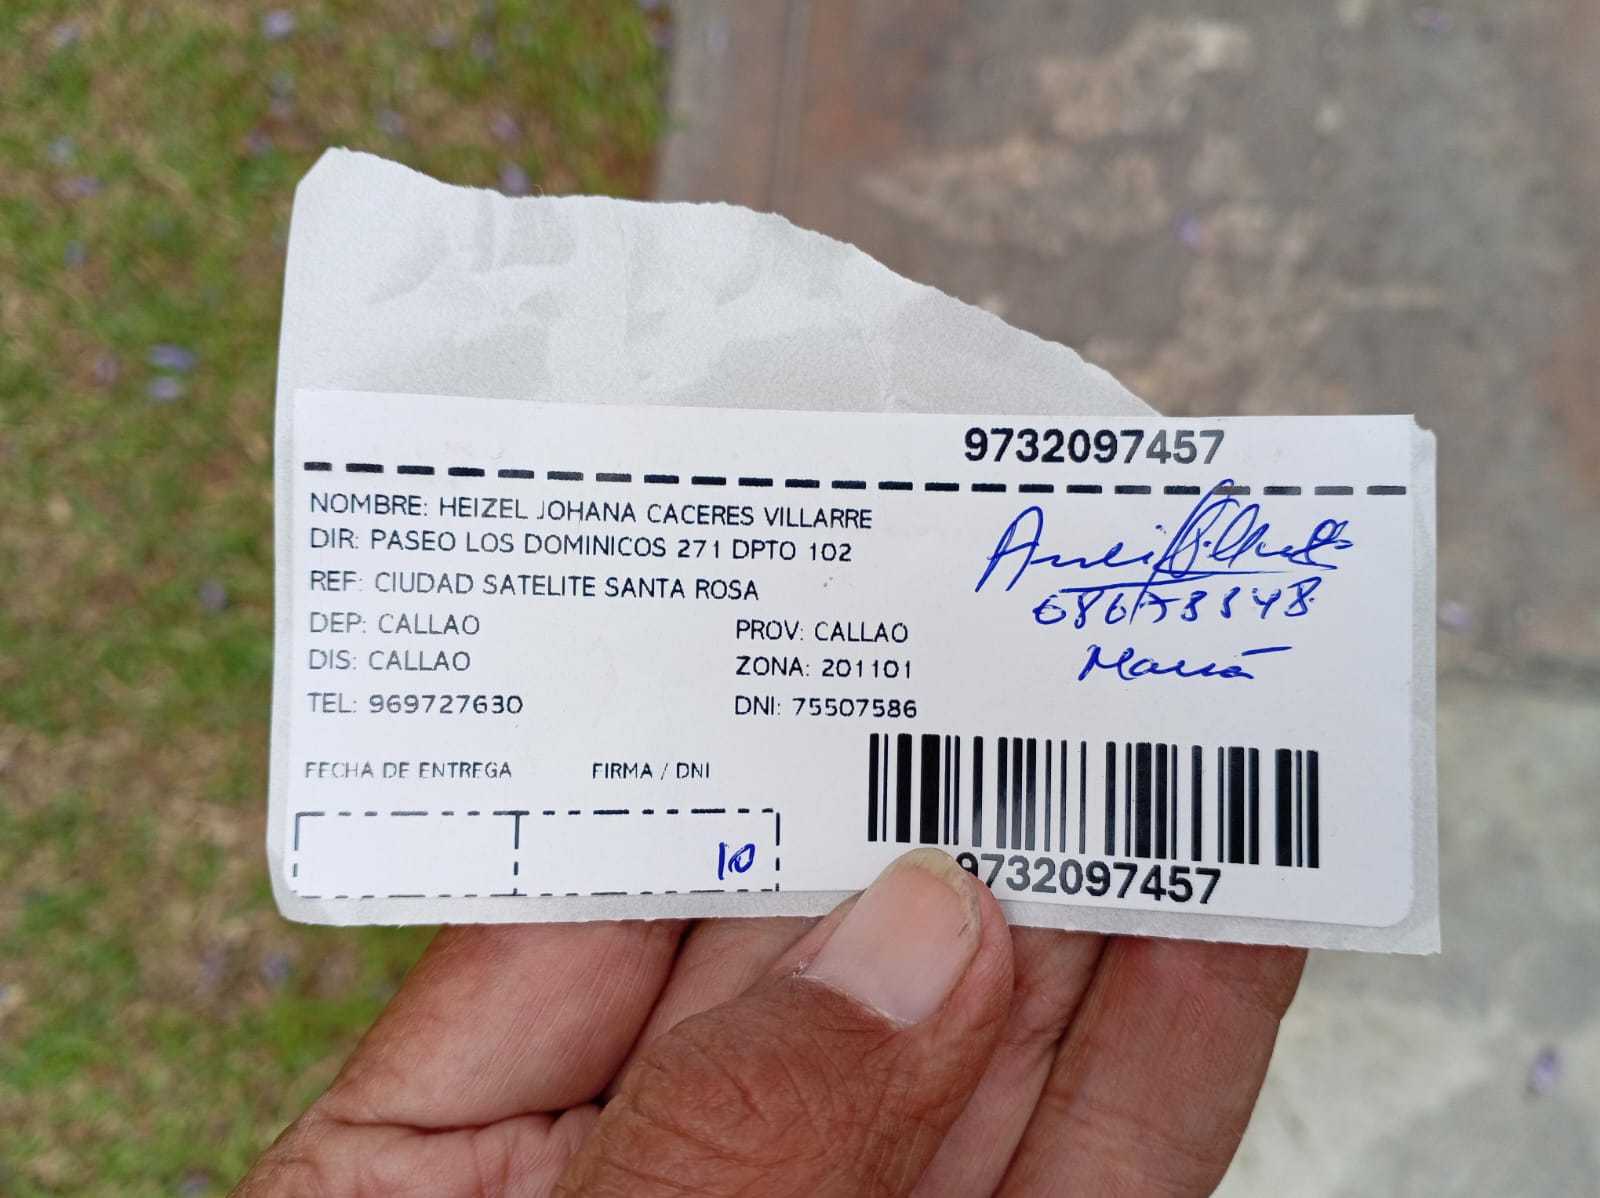 9732097457
NOMBRE: HEIZEL JOHANA CACERES VILLARRE
DIR: PASEO LOS DOMINICOS 271 DPTO 102
REF: CIUDAD SATELITE SANTA ROSA
DEP: CALLAO
PROV: CALLAO
DIS: CALLAO
ZONA: 201101
TEL: 969727630
DNI: 75507586
FECHA DE ENTREGA
FIRMA / DNI
10
9732097457